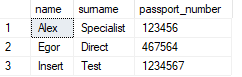 name surname passport_number
1 Alex Specialist 123456
2 Egor Direct 467564
3 Insert Test 1234567